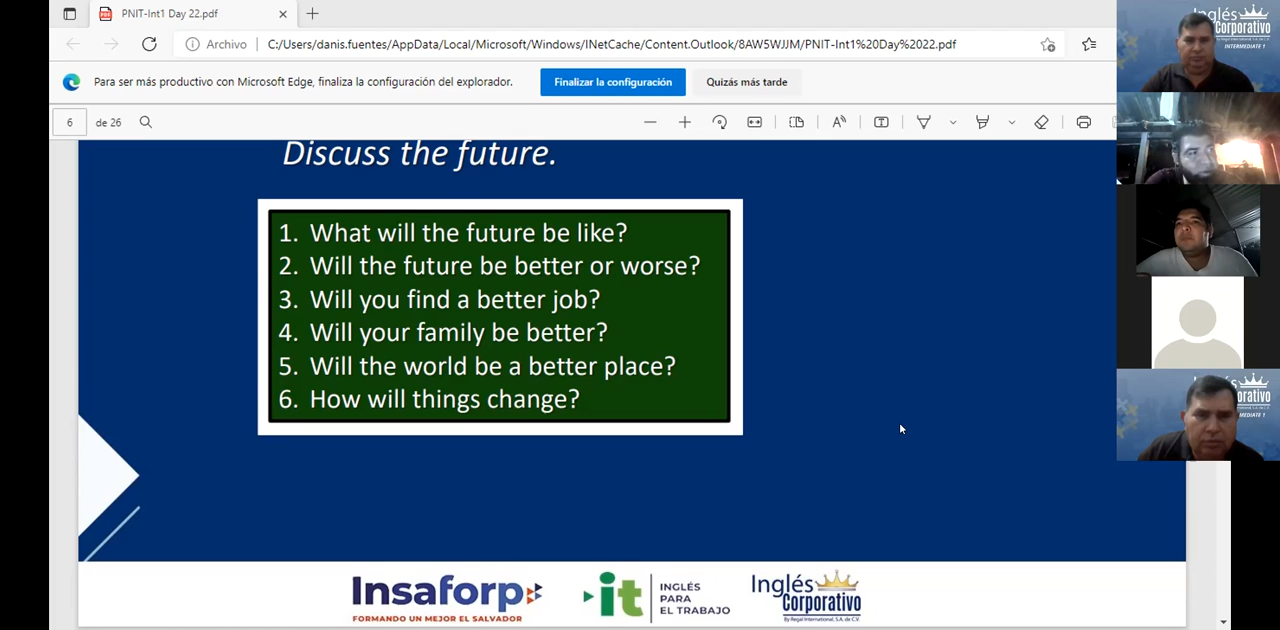 PNIT-Int1 Day 22.pdf
Archivo
C:/Users/danis.fuentes/AppData/Local/Microsoft/Windows/INetCache/Content.Outlook/8AW5WJJM/PNIT-Int1%20Day%2022.pdf
Para ser más productivo con Microsoft Edge, finaliza la configuración del explorador.
Finalizar la configuración
Quizás más tarde
6 de 26
Discuss the future.
1. What will the future be like?
2. Will the future be better or worse?
3. Will you find a better job?
4. Will your family be better?
5. Will the world be a better place?
6. How will things change?
Insaforp
FORMANDO UN MEJOR EL SALVADOR
it
INGLÉS
PARA
EL TRABAJO
Inglés
Corporativo
By Regal International, S.A. de C.V.
Inglés
Corporativo
INTERMEDIATE 1